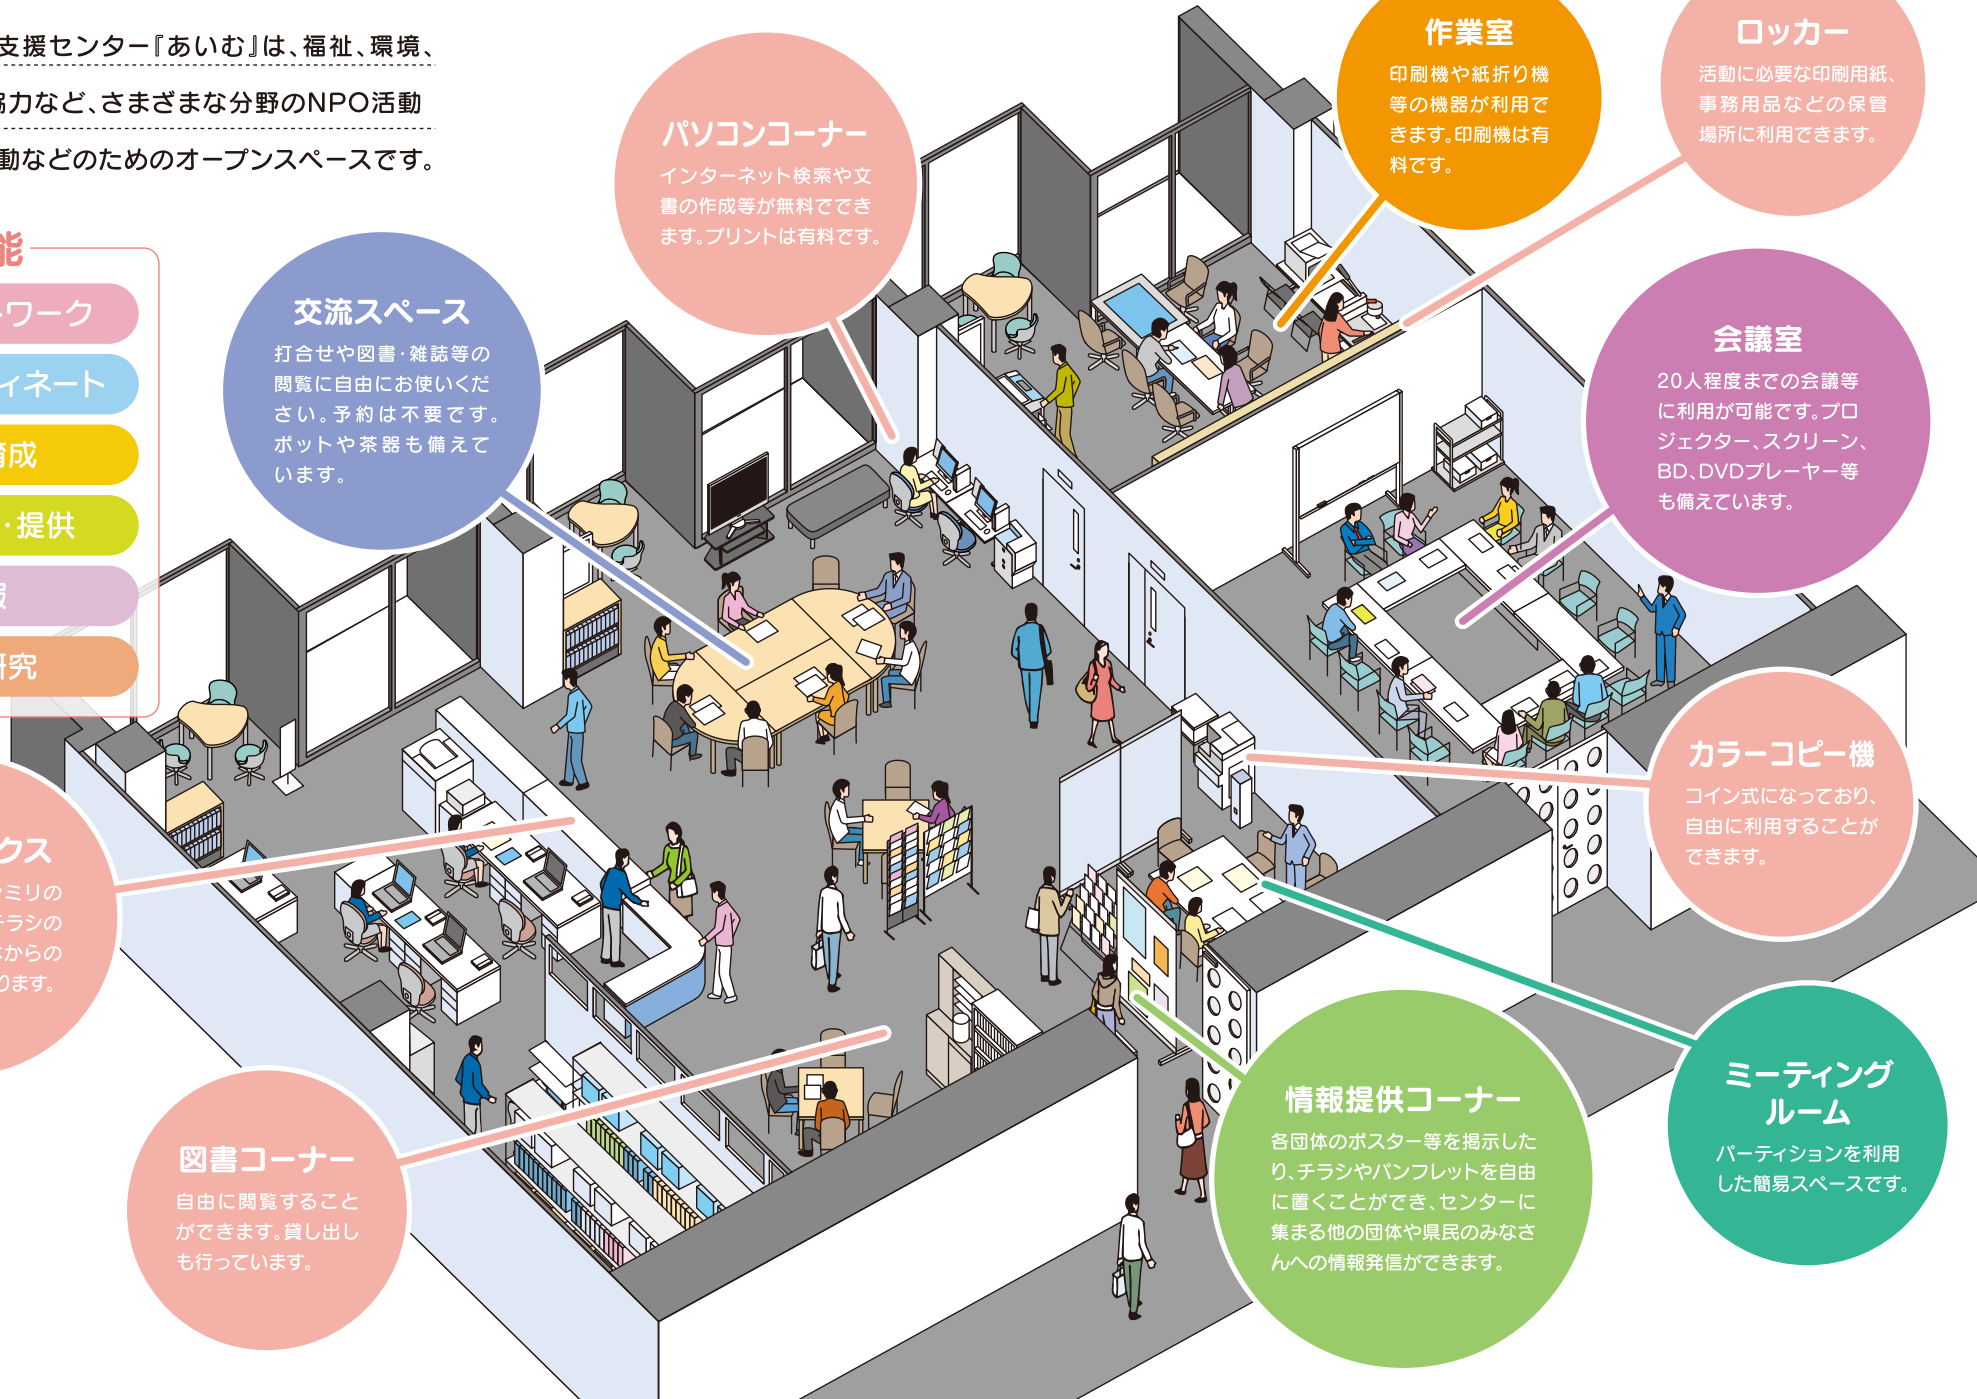 支援センター『あいむ』は、福祉、環境、
力など、さまざまな分野のNPO活動
動などのためのオープンスペースです。
能
ワーク
ィネート
成
・提供
報
研究
パソコンコーナー
インターネット検索や文
書の作成等が無料ででき
ます。プリントは有料です。
作業室
印刷機や紙折り機
等の機器が利用で
きます。印刷機は有
料です。
ロッカー
活動に必要な印刷用紙、
事務用品などの保管
場所に利用できます。
交流スペース
打合せや図書・雑誌等の
閲覧に自由にお使いくだ
さい。予約は不要です。
ポットや茶器も備えて
います。
会議室
20人程度までの会議等
に利用が可能です。プロ
ジェクター、スクリーン、
BD、DVDプレーヤー等
も備えています。
カラーコピー機
コイン式になっており、
自由に利用することが
できます。
クス
ミリの
チラシの
からの
ります。
図書コーナー
自由に閲覧すること
ができます。貸し出し
も行っています。
情報提供コーナー
各団体のポスター等を掲示した
り、チラシやパンフレットを自由
に置くことができ、センターに
集まる他の団体や県民のみなさ
んへの情報発信ができます。
ミーティング
ルーム
パーティションを利用
した簡易スペースです。